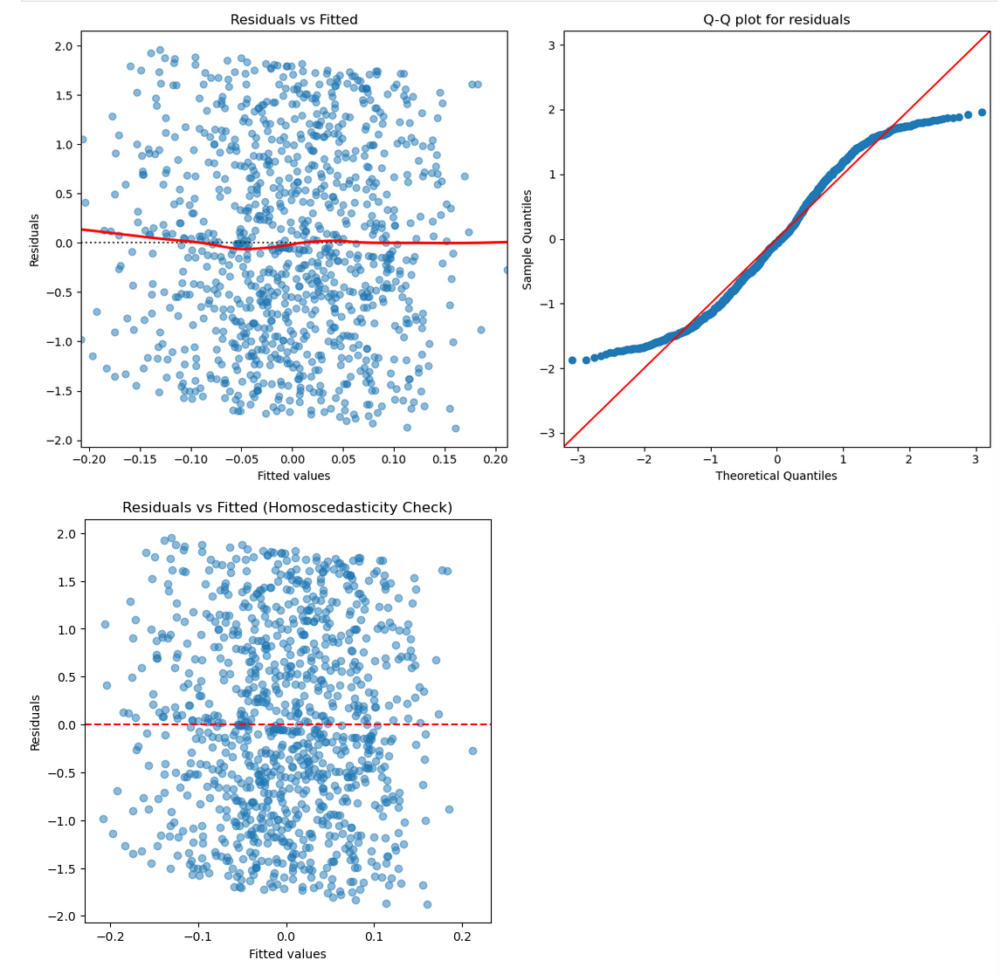 Residuals vs Fitted
2.0
1.5
1.0
0.5
0.0
−0.5
−1.0
−1.5
−2.0
Residuals
−0.20 −0.15 −0.10 −0.05 0.00 0.05 0.10 0.15 0.20
Fitted values
Q-Q plot for residuals
3
2
1
0
−1
−2
−3
Sample Quantiles
−3 −2 −1 0 1 2 3
Theoretical Quantiles
Residuals vs Fitted (Homoscedasticity Check)
2.0
1.5
1.0
0.5
0.0
−0.5
−1.0
−1.5
−2.0
Residuals
−0.2 −0.1 0.0 0.1 0.2
Fitted values